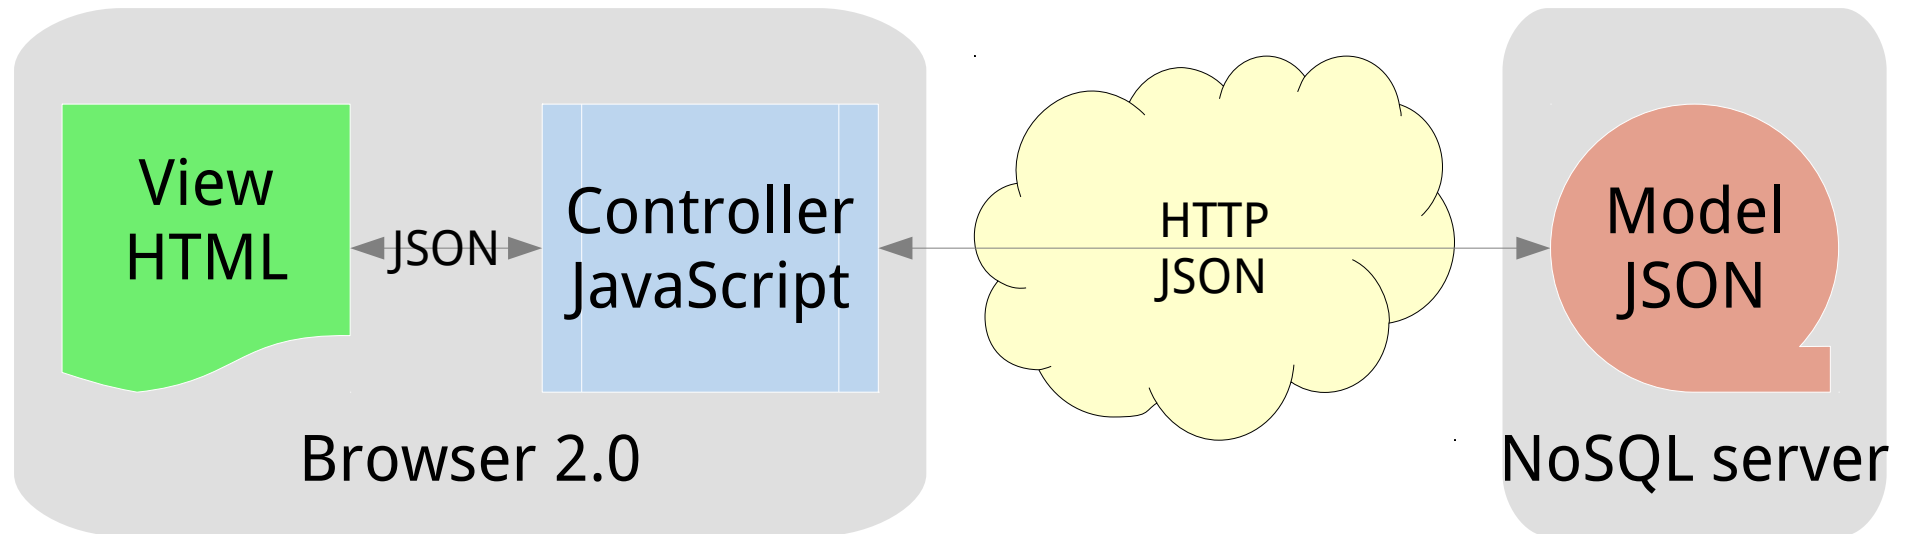 View
HTML
JSON
Controller
JavaScript
HTTP
JSON
Model
JSON
Browser 2.0
NoSQL server